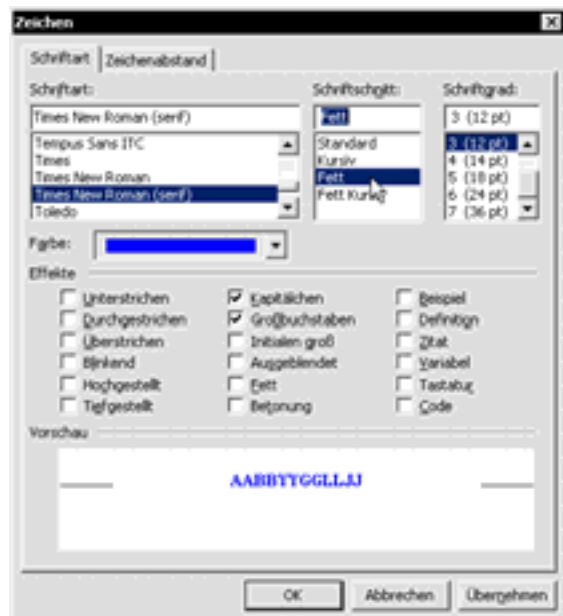 Zeichen
Schriftart Zeichenabstand
Schriftart: Schriftschnitt: Schriftgrad:
Times New Roman (serif) Fett 3 (12 pt)
Tempus Sans ITC Standard 3 (12 pt)
Times Kursiv 4 (14 pt)
Times New Roman Fett 5 (18 pt)
Times New Roman (serif) Fett Kursiv 6 (24 pt)
Toledo 7 (36 pt)
Farbe:
Effekte
Unterstrichen Kapitälchen Beispiel
Durchgestrichen Großbuchstaben Definition
Überstrichen Initialen groß Zitat
Blinkend Ausgeblendet Variabel
Hochgestellt Fett Tastatur
Tiefgestellt Betonung Code
Vorschau
AABBYYGGLLJJ
OK Abbrechen Übernehmen